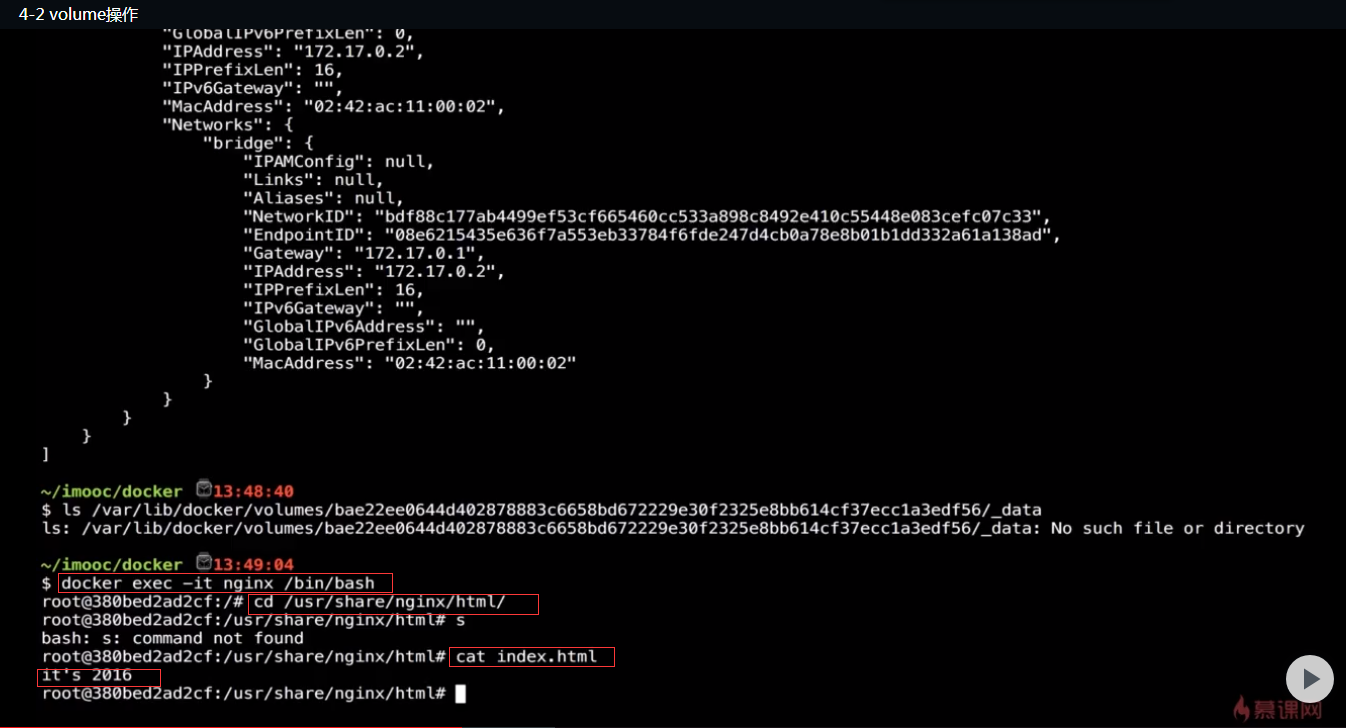 4-2 volume操作
"GlobalIPv6PrefixLen": 0,
"IPAddress": "172.17.0.2",
"IPPrefixLen": 16,
"IPv6Gateway": "",
"MacAddress": "02:42:ac:11:00:02",
"Networks": {
"bridge": {
"IPAMConfig": null,
"Links": null,
"Aliases": null,
"NetworkID": "bdf88c177ab4499ef53cf665460cc533a898c8492e410c55448e083cefc07c33",
"EndpointID": "08e6215435e636f7a553eb33784f6fde247d4cb0a78e8b01b1dd332a61a138ad",
"Gateway": "172.17.0.1",
"IPAddress": "172.17.0.2",
"IPPrefixLen": 16,
"IPv6Gateway": "",
"GlobalIPv6Address": "",
"GlobalIPv6PrefixLen": 0,
"MacAddress": "02:42:ac:11:00:02"
}
}
}
}
]
~/imooc/docker 13:48:40
$ ls /var/lib/docker/volumes/bae22ee0644d402878883c6658bd672229e30f2325e8bb614cf37ecc1a3edf56/_data
ls: /var/lib/docker/volumes/bae22ee0644d402878883c6658bd672229e30f2325e8bb614cf37ecc1a3edf56/_data: No such file or directory
~/imooc/docker 13:49:04
$ docker exec -it nginx /bin/bash
root@380bed2ad2cf:/# cd /usr/share/nginx/html/
root@380bed2ad2cf:/usr/share/nginx/html# s
bash: s: command not found
root@380bed2ad2cf:/usr/share/nginx/html# cat index.html
it's 2016
root@380bed2ad2cf:/usr/share/nginx/html#
慕课网